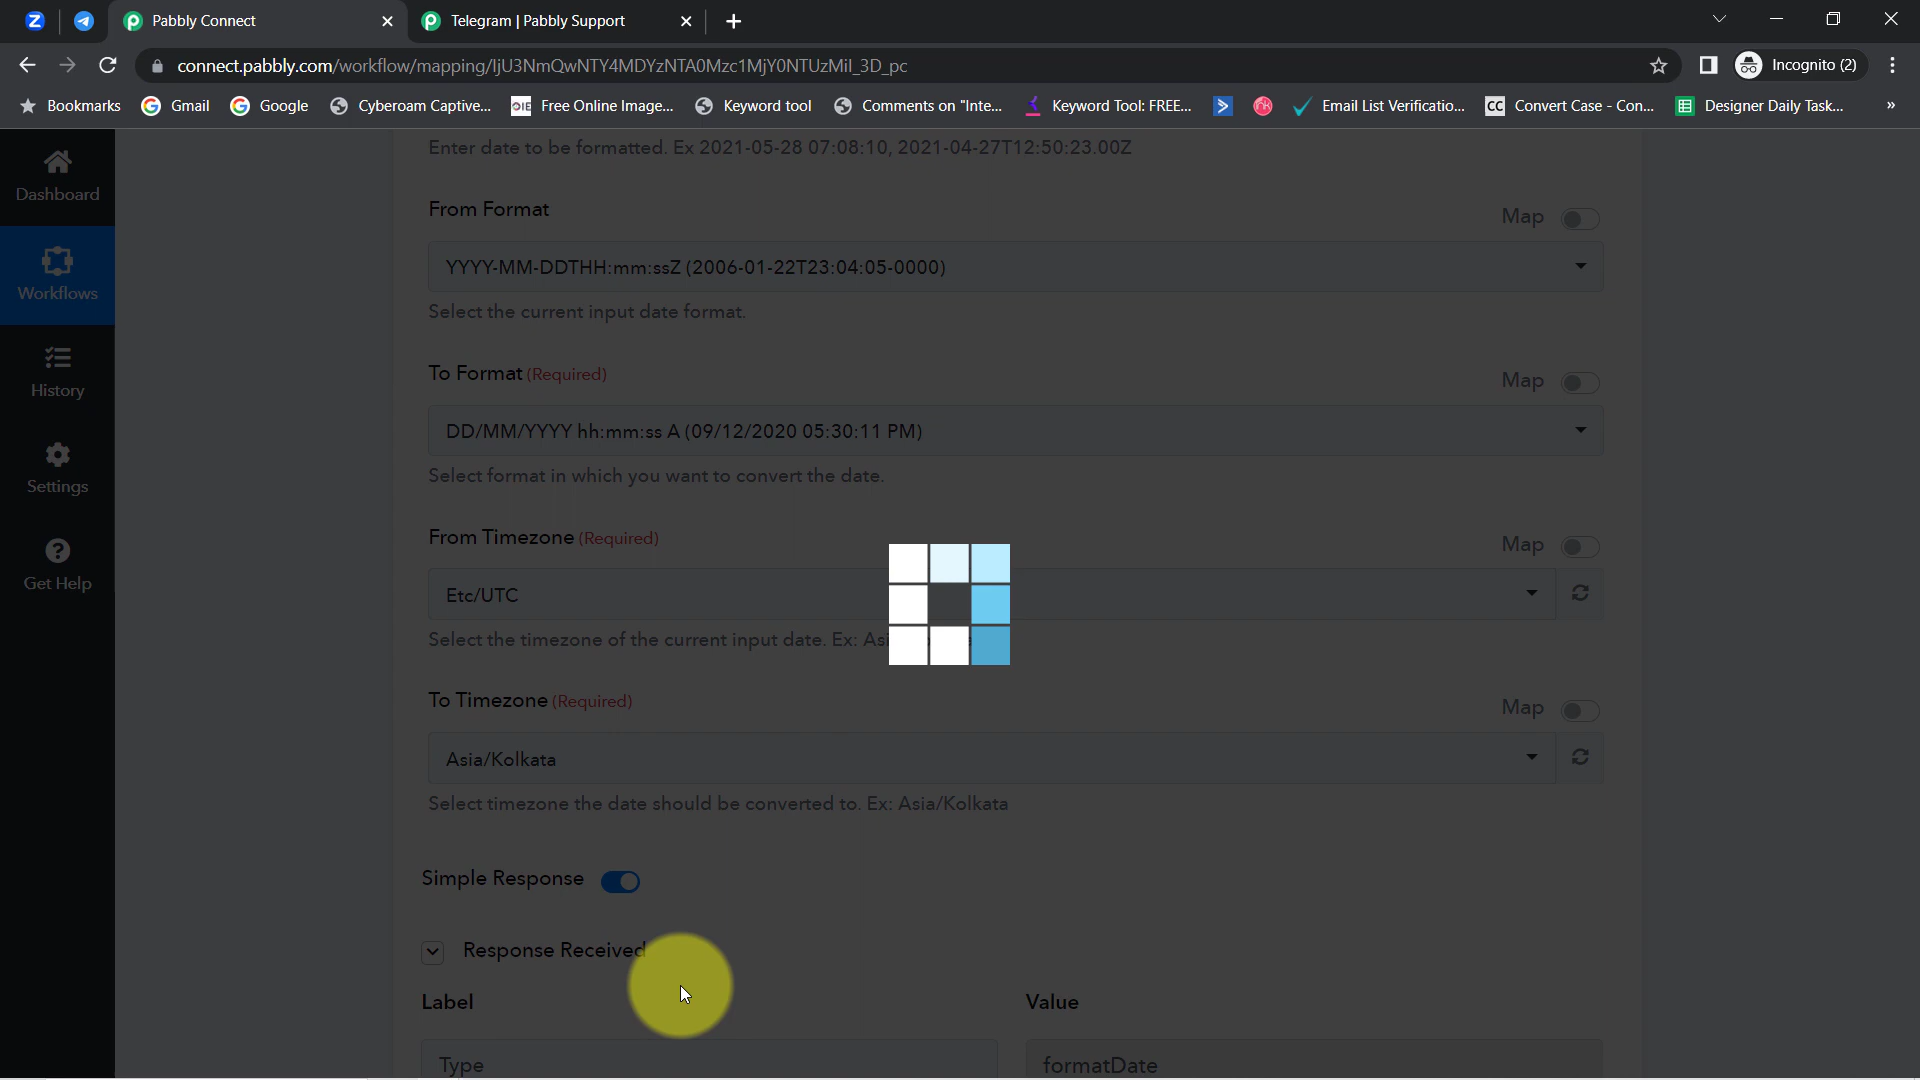 Pabbly Connect
Telegram | Pabbly Support
connect.pabbly.com/workflow/mapping/IjU3NmQwNTY4MDYzNTA0Mzc1MjY0NTUzMiI_3D_pc
Incognito (2)
Bookmarks
Gmail
Google
Cyberoam Captive...
OIE
Free Online Image...
Keyword tool
Comments on "Inte...
Keyword Tool: FREE...
Email List Verificatio...
CC
Convert Case - Con...
Designer Daily Task...
»
Dashboard
Workflows
History
Settings
Get Help
Enter date to be formatted. Ex 2021-05-28 07:08:10, 2021-04-27T12:50:23.00Z
From Format
Map
YYYY-MM-DDTHH:mm:ssZ (2006-01-22T23:04:05-0000)
Select the current input date format.
To Format (Required)
Map
DD/MM/YYYY hh:mm:ss A (09/12/2020 05:30:11 PM)
Select format in which you want to convert the date.
From Timezone (Required)
Map
Etc/UTC
Select the timezone of the current input date. Ex:
To Timezone (Required)
Map
Asia/Kolkata
Select timezone the date should be converted to. Ex: Asia/Kolkata
Simple Response
Response Received
Label
Value
Type
formatDate